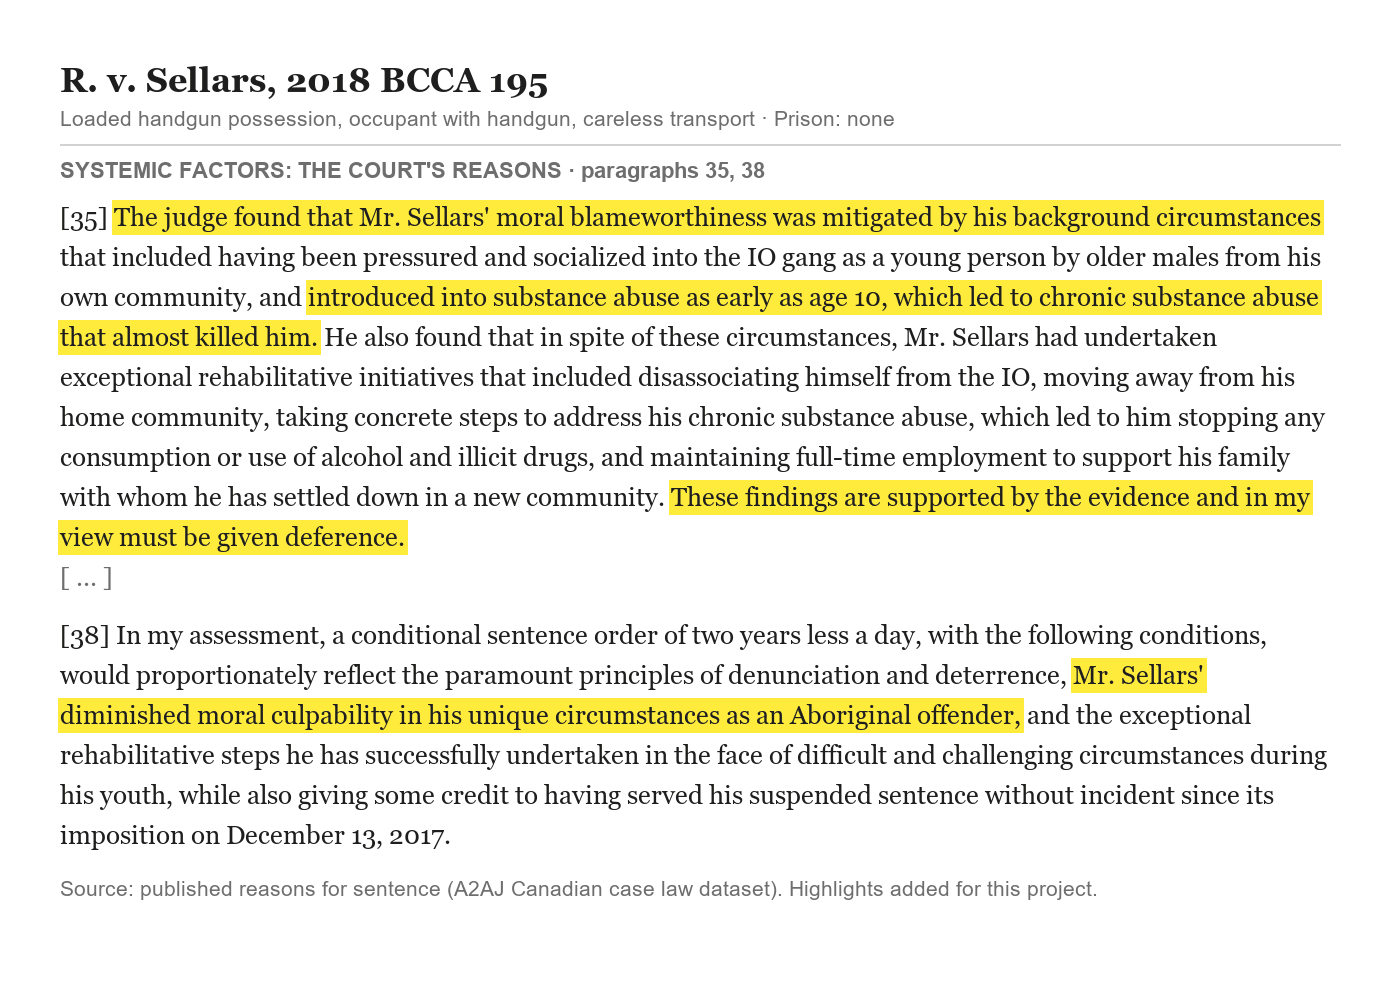 R. v. Sellars, 2018 BCCA 195
Loaded handgun possession, occupant with handgun, careless transport · Prison: none
SYSTEMIC FACTORS: THE COURT'S REASONS · paragraphs 35, 38
[35] The judge found that Mr. Sellars' moral blameworthiness was mitigated by his background circumstances
that included having been pressured and socialized into the IO gang as a young person by older males from his
own community, and introduced into substance abuse as early as age 10, which led to chronic substance abuse
that almost killed him. He also found that in spite of these circumstances, Mr. Sellars had undertaken
exceptional rehabilitative initiatives that included disassociating himself from the IO, moving away from his
home community, taking concrete steps to address his chronic substance abuse, which led to him stopping any
consumption or use of alcohol and illicit drugs, and maintaining full-time employment to support his family
with whom he has settled down in a new community. These findings are supported by the evidence and in my
view must be given deference.
[ ... ]
[38] In my assessment, a conditional sentence order of two years less a day, with the following conditions,
would proportionately reflect the paramount principles of denunciation and deterrence, Mr. Sellars'
diminished moral culpability in his unique circumstances as an Aboriginal offender, and the exceptional
rehabilitative steps he has successfully undertaken in the face of difficult and challenging circumstances during
his youth, while also giving some credit to having served his suspended sentence without incident since its
imposition on December 13, 2017.
Source: published reasons for sentence (A2AJ Canadian case law dataset). Highlights added for this project.